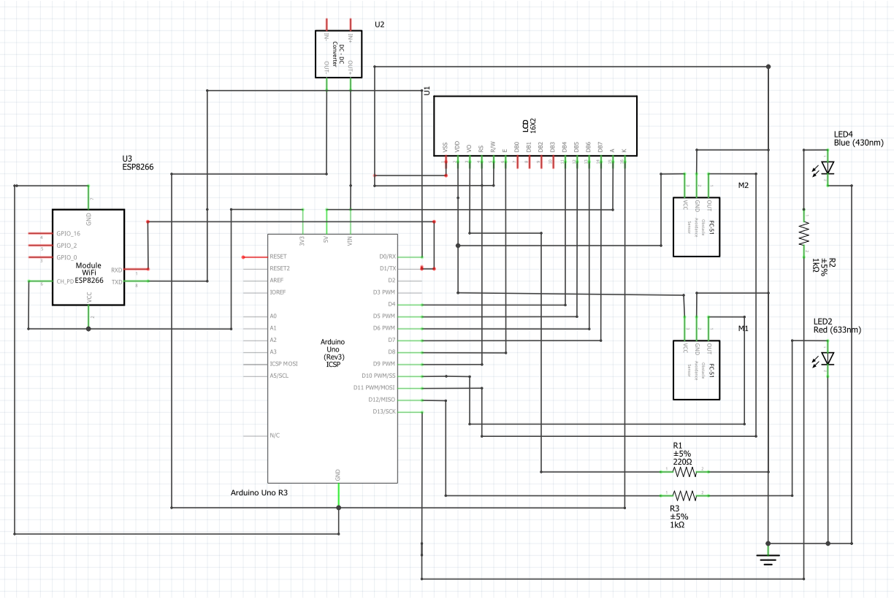 U2
DC - DC
Converter
IN-
IN+
OUT-
OUT+
U1
LCD
16X2
VSS
VDD
VO
RS
R/W
E
DB0
DB1
DB2
DB3
DB4
DB5
DB6
DB7
A
K
LED4
Blue (430nm)
U3
ESP8266
GND
GPIO_16
GPIO_2
GPIO_0
CH_PD
Module
WiFi
ESP8266
RXD
TXD
VCC
M2
VCC
GND
OUT
FC-51
R2
±5%
1kΩ
3V3
5V
VIN
RESET
RESET2
AREF
IOREF
A0
A1
A2
A3
ICSP MOSI
A5/SCL
N/C
Arduino
Uno
(Rev3)
ICSP
D0/RX
D1/TX
D2
D3 PWM
D4
D5 PWM
D6 PWM
D7
D8
D9 PWM
D10 PWM/SS
D11 PWM/MOSI
D12/MISO
D13/SCK
GND
Arduino Uno R3
LED2
Red (633nm)
M1
VCC
GND
OUT
FC-51
R1
±5%
220Ω
R3
±5%
1kΩ